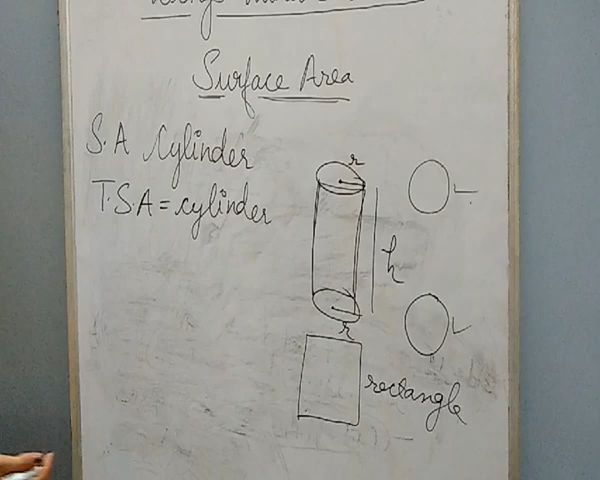 Surface Area
S.A Cylinder
T.S.A = cylinder
r
h
r
rectangle